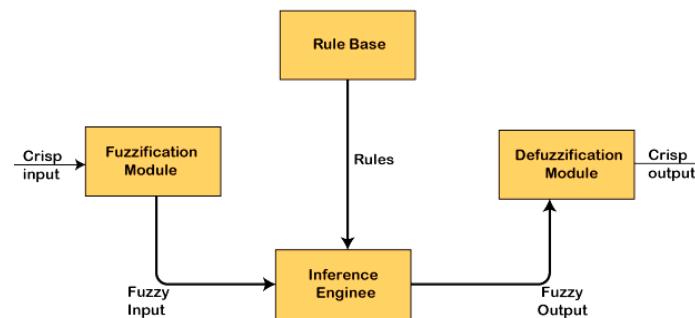 Rule Base
Crisp
input
Fuzzification
Module
Rules
Defuzzification
Module
Crisp
output
Inference
Enginee
Fuzzy
Input
Fuzzy
Output